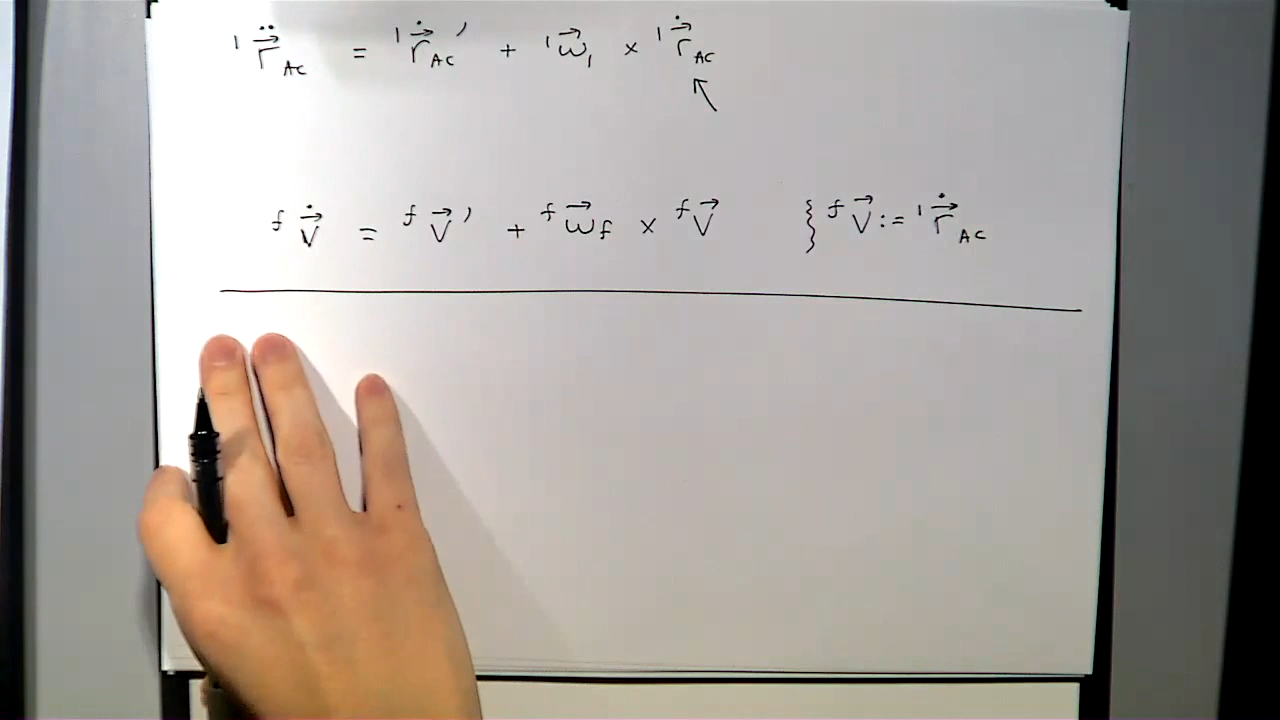 ¹r̈⃗_AC = ¹ṙ⃗_AC′ + ¹ω⃗₁ × ¹ṙ⃗_AC
ᶠV̇⃗ = ᶠV⃗′ + ᶠω⃗_f × ᶠV⃗ } ᶠV⃗ := ¹ṙ⃗_AC